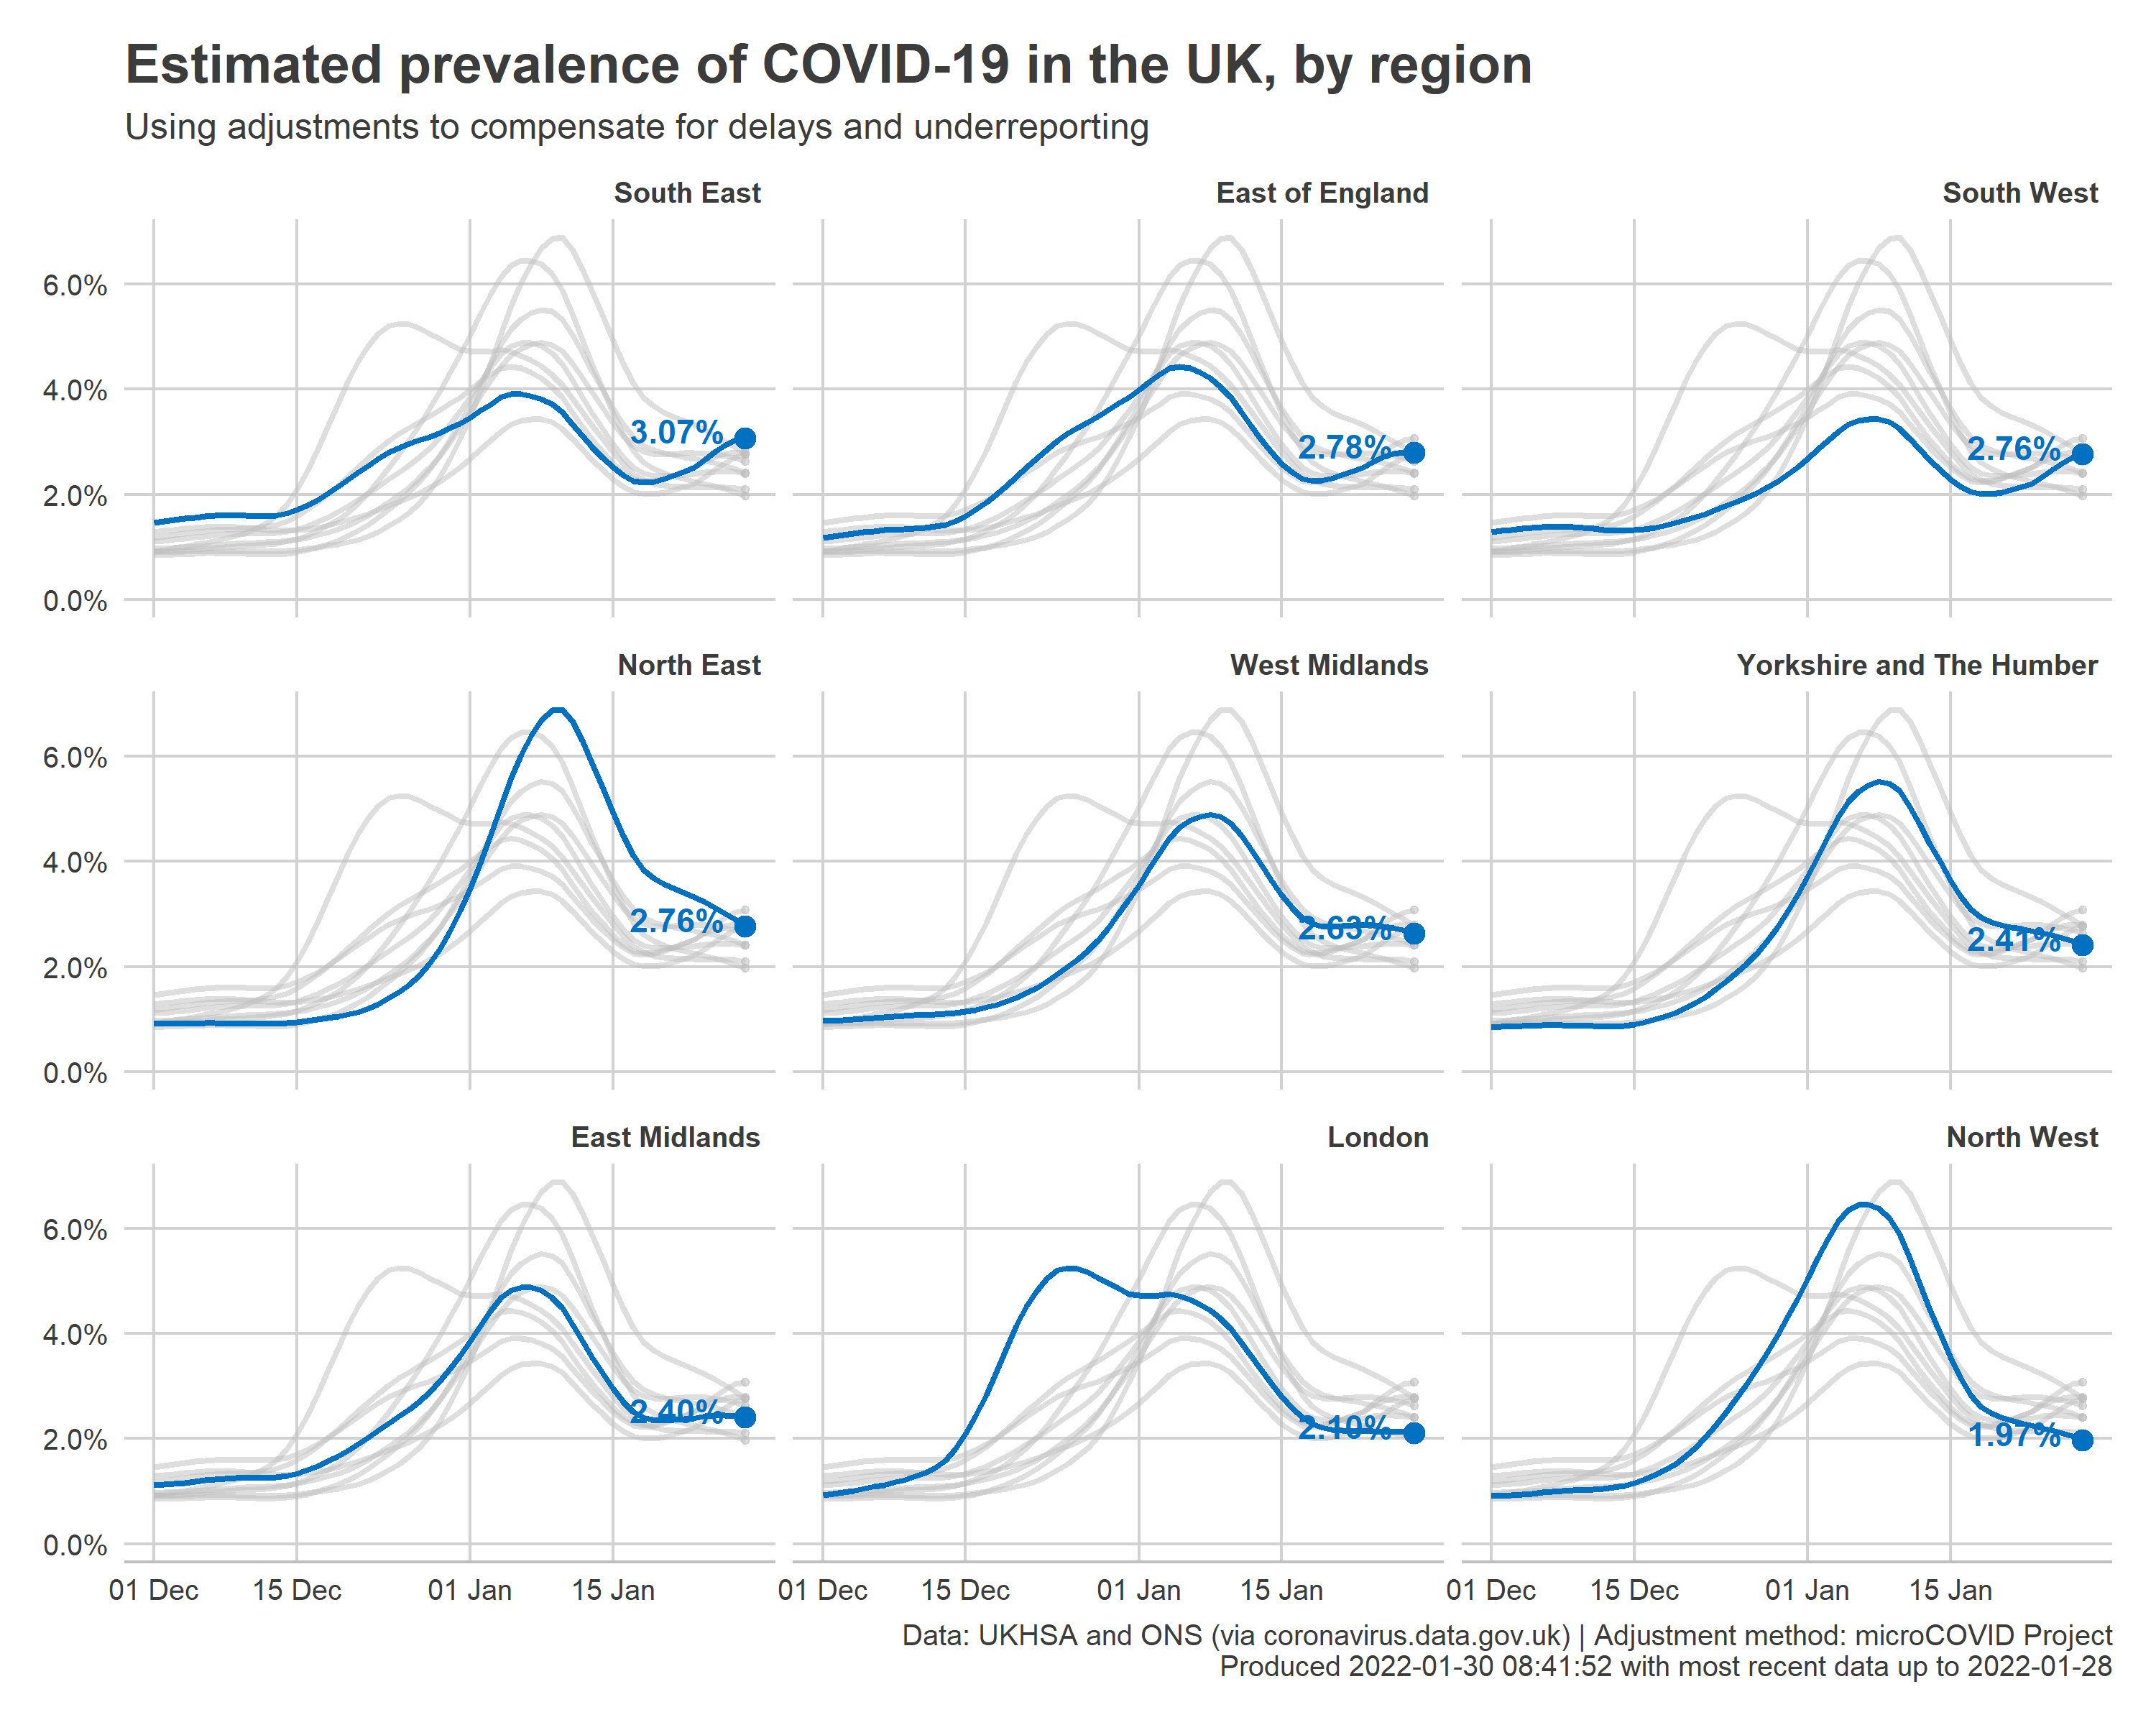 Estimated prevalence of COVID-19 in the UK, by region
Using adjustments to compensate for delays and underreporting
South East
East of England
South West
6.0%
4.0%
2.0%
0.0%
3.07%
2.78%
2.76%
North East
West Midlands
Yorkshire and The Humber
6.0%
4.0%
2.0%
0.0%
2.76%
2.63%
2.41%
East Midlands
London
North West
6.0%
4.0%
2.0%
0.0%
2.40%
2.10%
1.97%
01 Dec 15 Dec 01 Jan 15 Jan
01 Dec 15 Dec 01 Jan 15 Jan
01 Dec 15 Dec 01 Jan 15 Jan
Data: UKHSA and ONS (via coronavirus.data.gov.uk) | Adjustment method: microCOVID Project
Produced 2022-01-30 08:41:52 with most recent data up to 2022-01-28